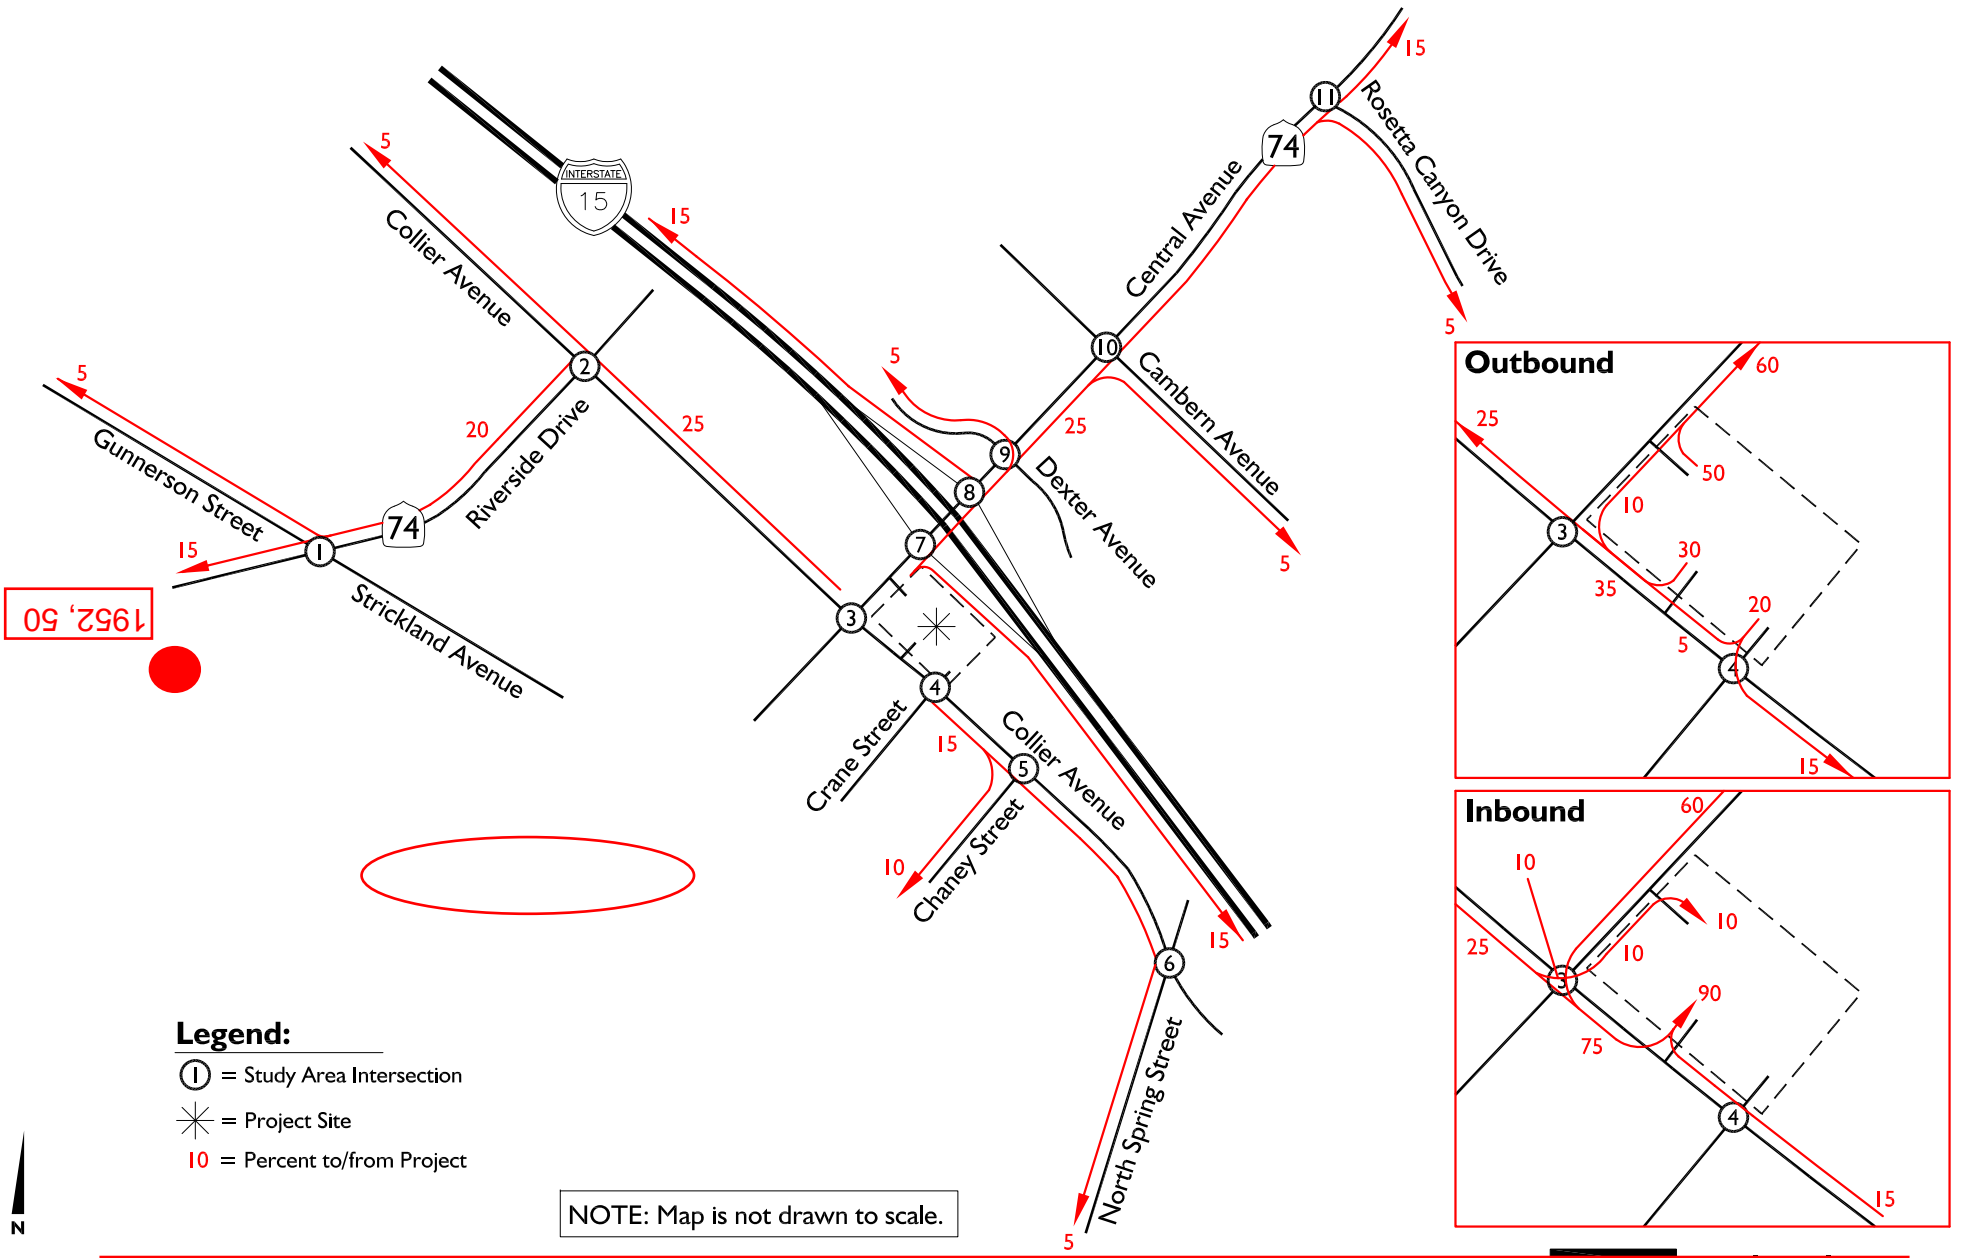 15
11
Rosetta Canyon Drive
74
Central Avenue
5
INTERSTATE
15
15
5
Collier Avenue
2
5
10
Cambern Avenue
5
25
9
Dexter Avenue
8
7
5
Gunnerson Street
20
Riverside Drive
25
74
15
1
Strickland Avenue
1952, 50
3
4
Crane Street
15
5
Collier Avenue
10
Chaney Street
15
6
North Spring Street
5
Outbound
60
25
50
10
3
30
35
20
5
4
15
Inbound
60
10
10
25
10
3
90
75
4
15
Legend:
1 = Study Area Intersection
= Project Site
10 = Percent to/from Project
N
NOTE: Map is not drawn to scale.